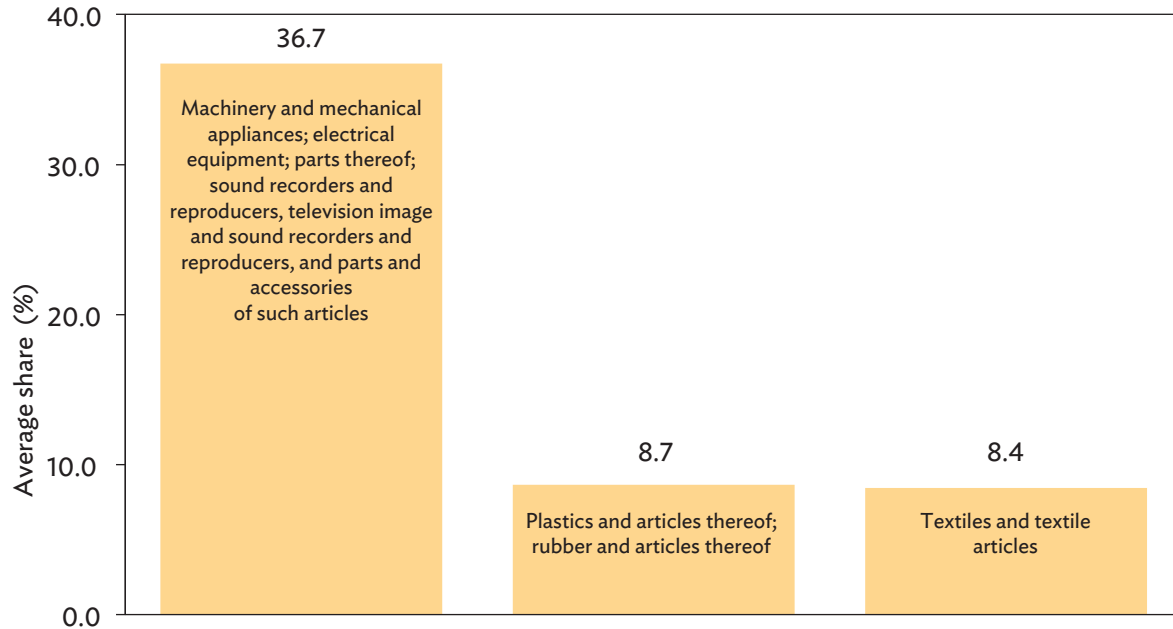 40.0
30.0
20.0
10.0
0.0
Average share (%)
36.7
Machinery and mechanical
appliances; electrical
equipment; parts thereof;
sound recorders and
reproducers, television image
and sound recorders and
reproducers, and parts and
accessories
of such articles
8.7
Plastics and articles thereof;
rubber and articles thereof
8.4
Textiles and textile
articles